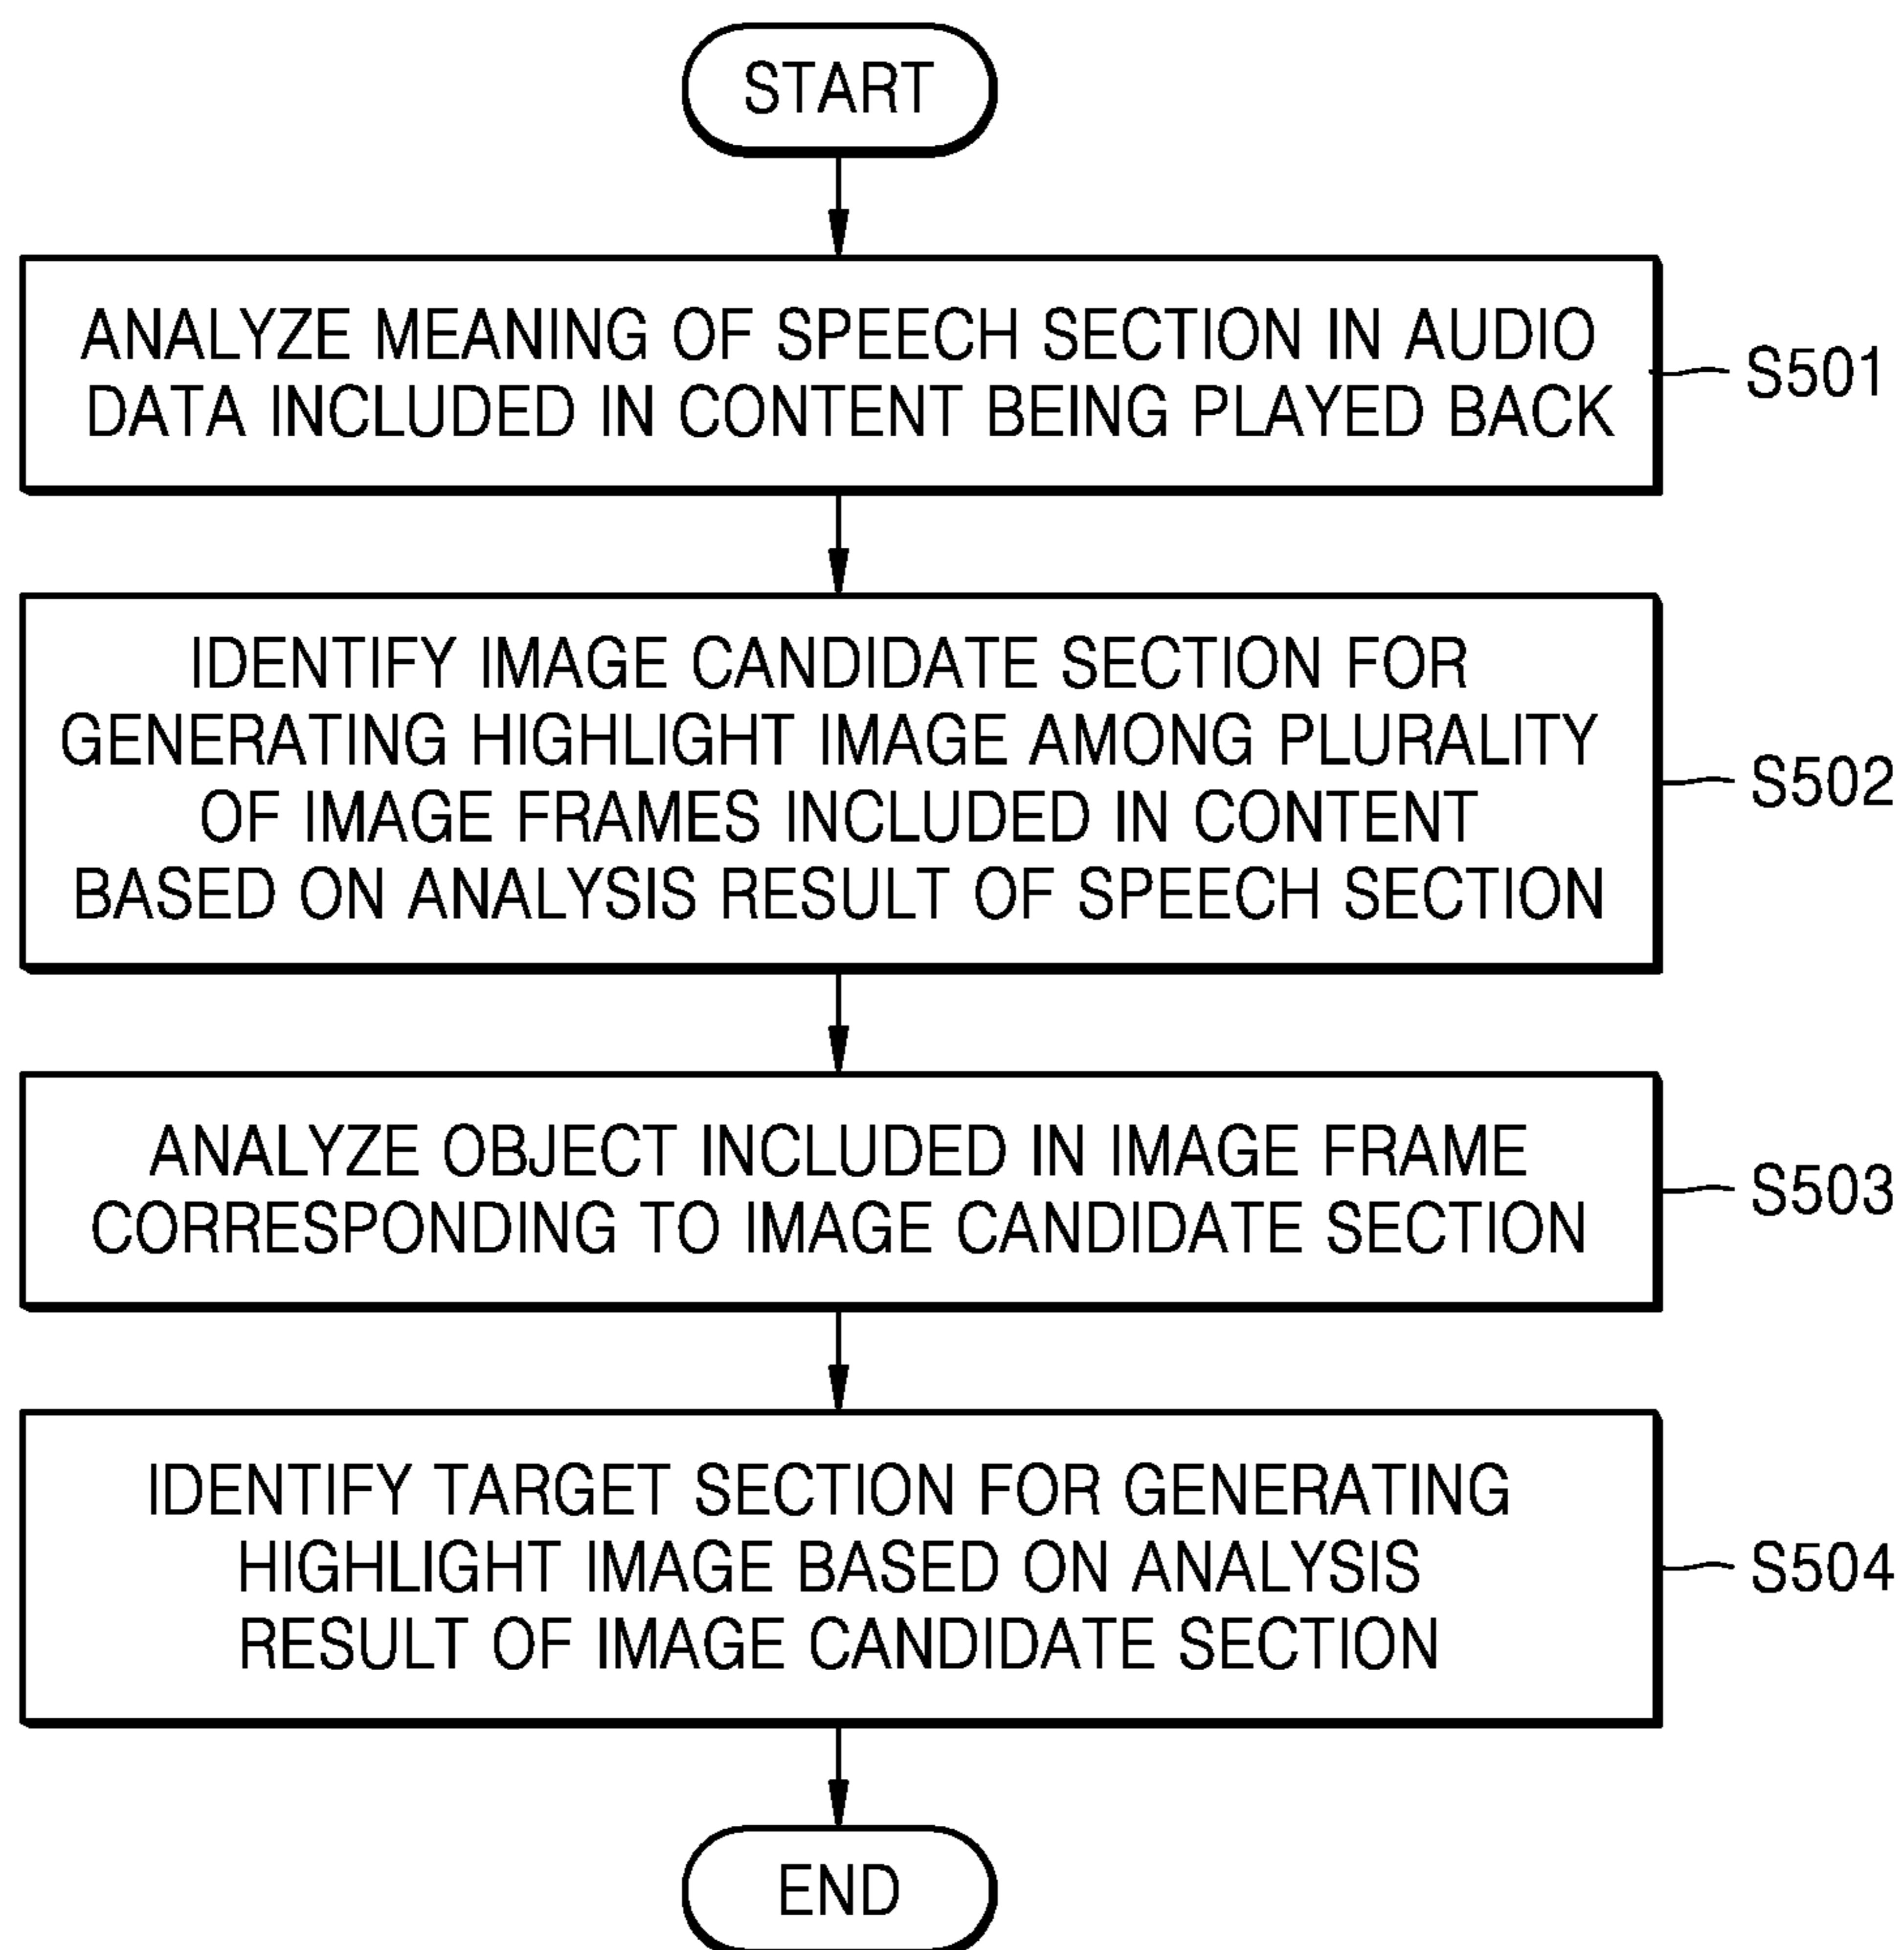 START
ANALYZE MEANING OF SPEECH SECTION IN AUDIO
DATA INCLUDED IN CONTENT BEING PLAYED BACK
S501
IDENTIFY IMAGE CANDIDATE SECTION FOR
GENERATING HIGHLIGHT IMAGE AMONG PLURALITY
OF IMAGE FRAMES INCLUDED IN CONTENT
BASED ON ANALYSIS RESULT OF SPEECH SECTION
S502
ANALYZE OBJECT INCLUDED IN IMAGE FRAME
CORRESPONDING TO IMAGE CANDIDATE SECTION
S503
IDENTIFY TARGET SECTION FOR GENERATING
HIGHLIGHT IMAGE BASED ON ANALYSIS
RESULT OF IMAGE CANDIDATE SECTION
S504
END